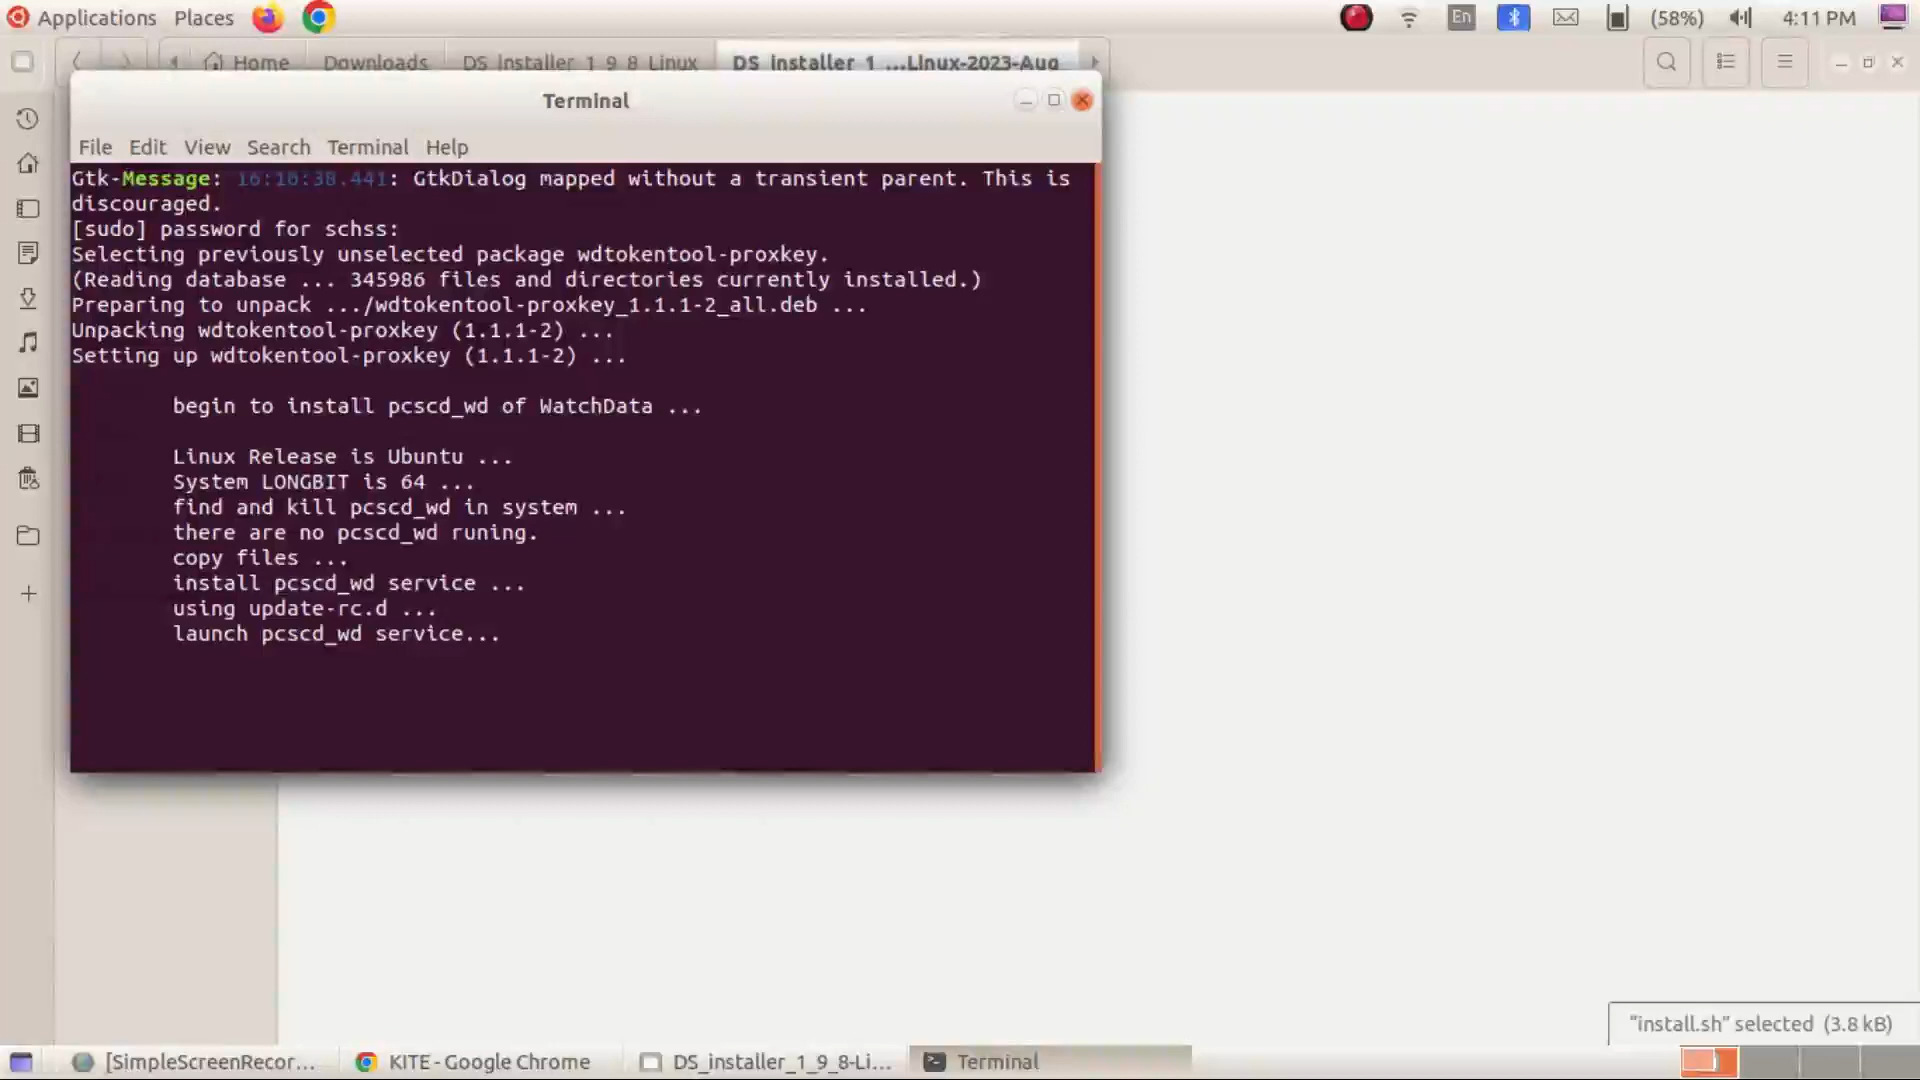 Applications Places En (58%) 4:11 PM
Home Downloads DS_installer_1_9_8_Linux DS_installer_1_...Linux-2023-Aug
Terminal
File Edit View Search Terminal Help
Gtk-Message: 16:10:38.441: GtkDialog mapped without a transient parent. This is
discouraged.
[sudo] password for schss:
Selecting previously unselected package wdtokentool-proxkey.
(Reading database ... 345986 files and directories currently installed.)
Preparing to unpack .../wdtokentool-proxkey_1.1.1-2_all.deb ...
Unpacking wdtokentool-proxkey (1.1.1-2) ...
Setting up wdtokentool-proxkey (1.1.1-2) ...
begin to install pcscd_wd of WatchData ...
Linux Release is Ubuntu ...
System LONGBIT is 64 ...
find and kill pcscd_wd in system ...
there are no pcscd_wd runing.
copy files ...
install pcscd_wd service ...
using update-rc.d ...
launch pcscd_wd service...
"install.sh" selected (3.8 kB)
[SimpleScreenRecor... KITE - Google Chrome DS_installer_1_9_8-Li... Terminal